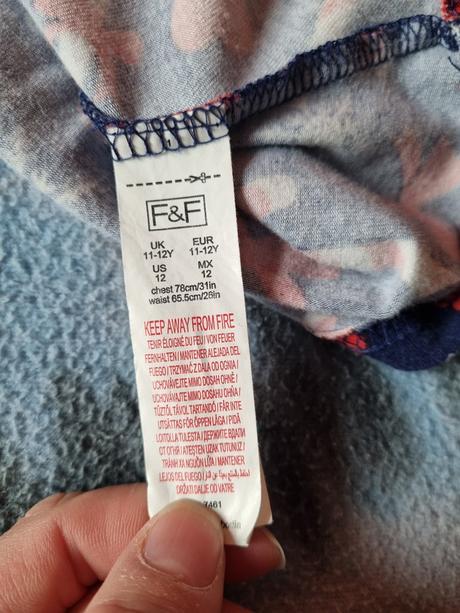 F&F
UK EUR
11-12Y 11-12Y
US MX
12 12
chest 78cm/31in
waist 65.5cm/26in
KEEP AWAY FROM FIRE
TENIR ÉLOIGNÉ DU FEU / VON FEUER
FERNHALTEN / MANTENER ALEJADA DEL
FUEGO / TRZYMAĆ Z DALA OD OGNIA /
UCHOVÁVEJTE MIMO DOSAH OHNĚ /
UCHOVÁVAJTE MIMO DOSAHU OHŇA /
TŰZTŐL TÁVOL TARTANDÓ / FÅR INTE
UTSÄTTAS FÖR ÖPPEN LÅGA / PIDÄ
LOITOLLA TULESTA / ДЕРЖИТЕ ВДАЛИ
ОТ ОГНЯ / ATEŞTEN UZAK TUTUNUZ /
TRÁNH XA NGUỒN LỬA / MANTENER
LEJOS DEL FUEGO /
DRŽATI DALJE OD VATRE
7461